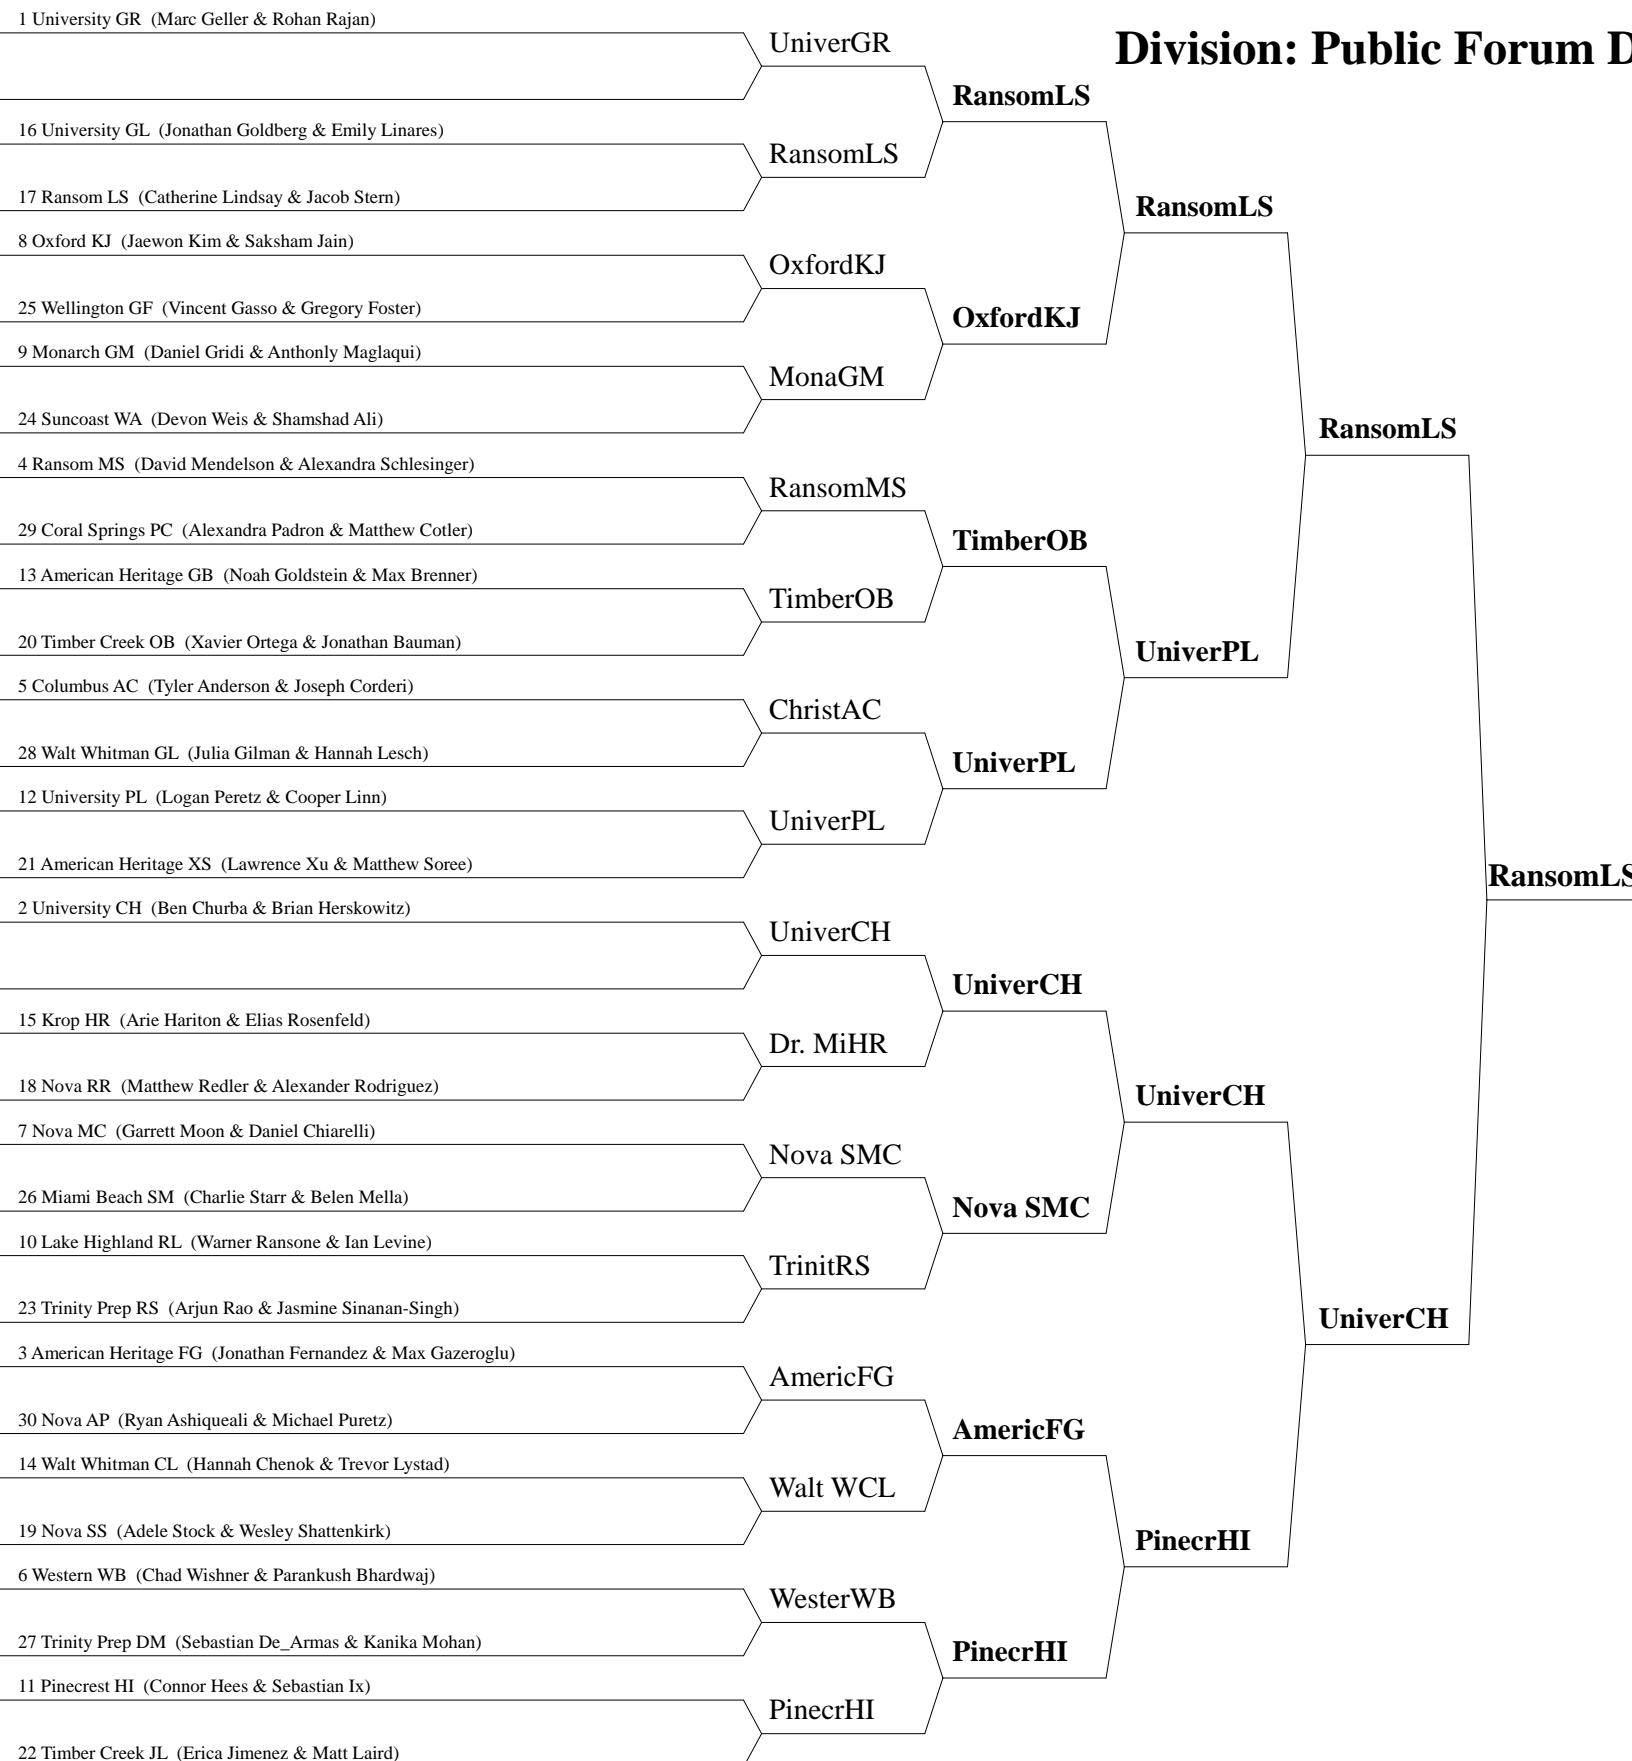 1 University GR  (Marc Geller & Rohan Rajan)
UniverGR
Division: Public Forum D
RansomLS
16 University GL  (Jonathan Goldberg & Emily Linares)
RansomLS
17 Ransom LS  (Catherine Lindsay & Jacob Stern)
RansomLS
8 Oxford KJ  (Jaewon Kim & Saksham Jain)
OxfordKJ
25 Wellington GF  (Vincent Gasso & Gregory Foster)
OxfordKJ
9 Monarch GM  (Daniel Gridi & Anthonly Maglaqui)
MonaGM
24 Suncoast WA  (Devon Weis & Shamshad Ali)
RansomLS
4 Ransom MS  (David Mendelson & Alexandra Schlesinger)
RansomMS
29 Coral Springs PC  (Alexandra Padron & Matthew Cotler)
TimberOB
13 American Heritage GB  (Noah Goldstein & Max Brenner)
TimberOB
20 Timber Creek OB  (Xavier Ortega & Jonathan Bauman)
UniverPL
5 Columbus AC  (Tyler Anderson & Joseph Corderi)
ChristAC
28 Walt Whitman GL  (Julia Gilman & Hannah Lesch)
UniverPL
12 University PL  (Logan Peretz & Cooper Linn)
UniverPL
21 American Heritage XS  (Lawrence Xu & Matthew Soree)
RansomLS
2 University CH  (Ben Churba & Brian Herskowitz)
UniverCH
UniverCH
15 Krop HR  (Arie Hariton & Elias Rosenfeld)
Dr. MiHR
18 Nova RR  (Matthew Redler & Alexander Rodriguez)
UniverCH
7 Nova MC  (Garrett Moon & Daniel Chiarelli)
Nova SMC
26 Miami Beach SM  (Charlie Starr & Belen Mella)
Nova SMC
10 Lake Highland RL  (Warner Ransone & Ian Levine)
TrinitRS
23 Trinity Prep RS  (Arjun Rao & Jasmine Sinanan-Singh)
UniverCH
3 American Heritage FG  (Jonathan Fernandez & Max Gazeroglu)
AmericFG
30 Nova AP  (Ryan Ashiqueali & Michael Puretz)
AmericFG
14 Walt Whitman CL  (Hannah Chenok & Trevor Lystad)
Walt WCL
19 Nova SS  (Adele Stock & Wesley Shattenkirk)
PinecrHI
6 Western WB  (Chad Wishner & Parankush Bhardwaj)
WesterWB
27 Trinity Prep DM  (Sebastian De_Armas & Kanika Mohan)
PinecrHI
11 Pinecrest HI  (Connor Hees & Sebastian Ix)
PinecrHI
22 Timber Creek JL  (Erica Jimenez & Matt Laird)